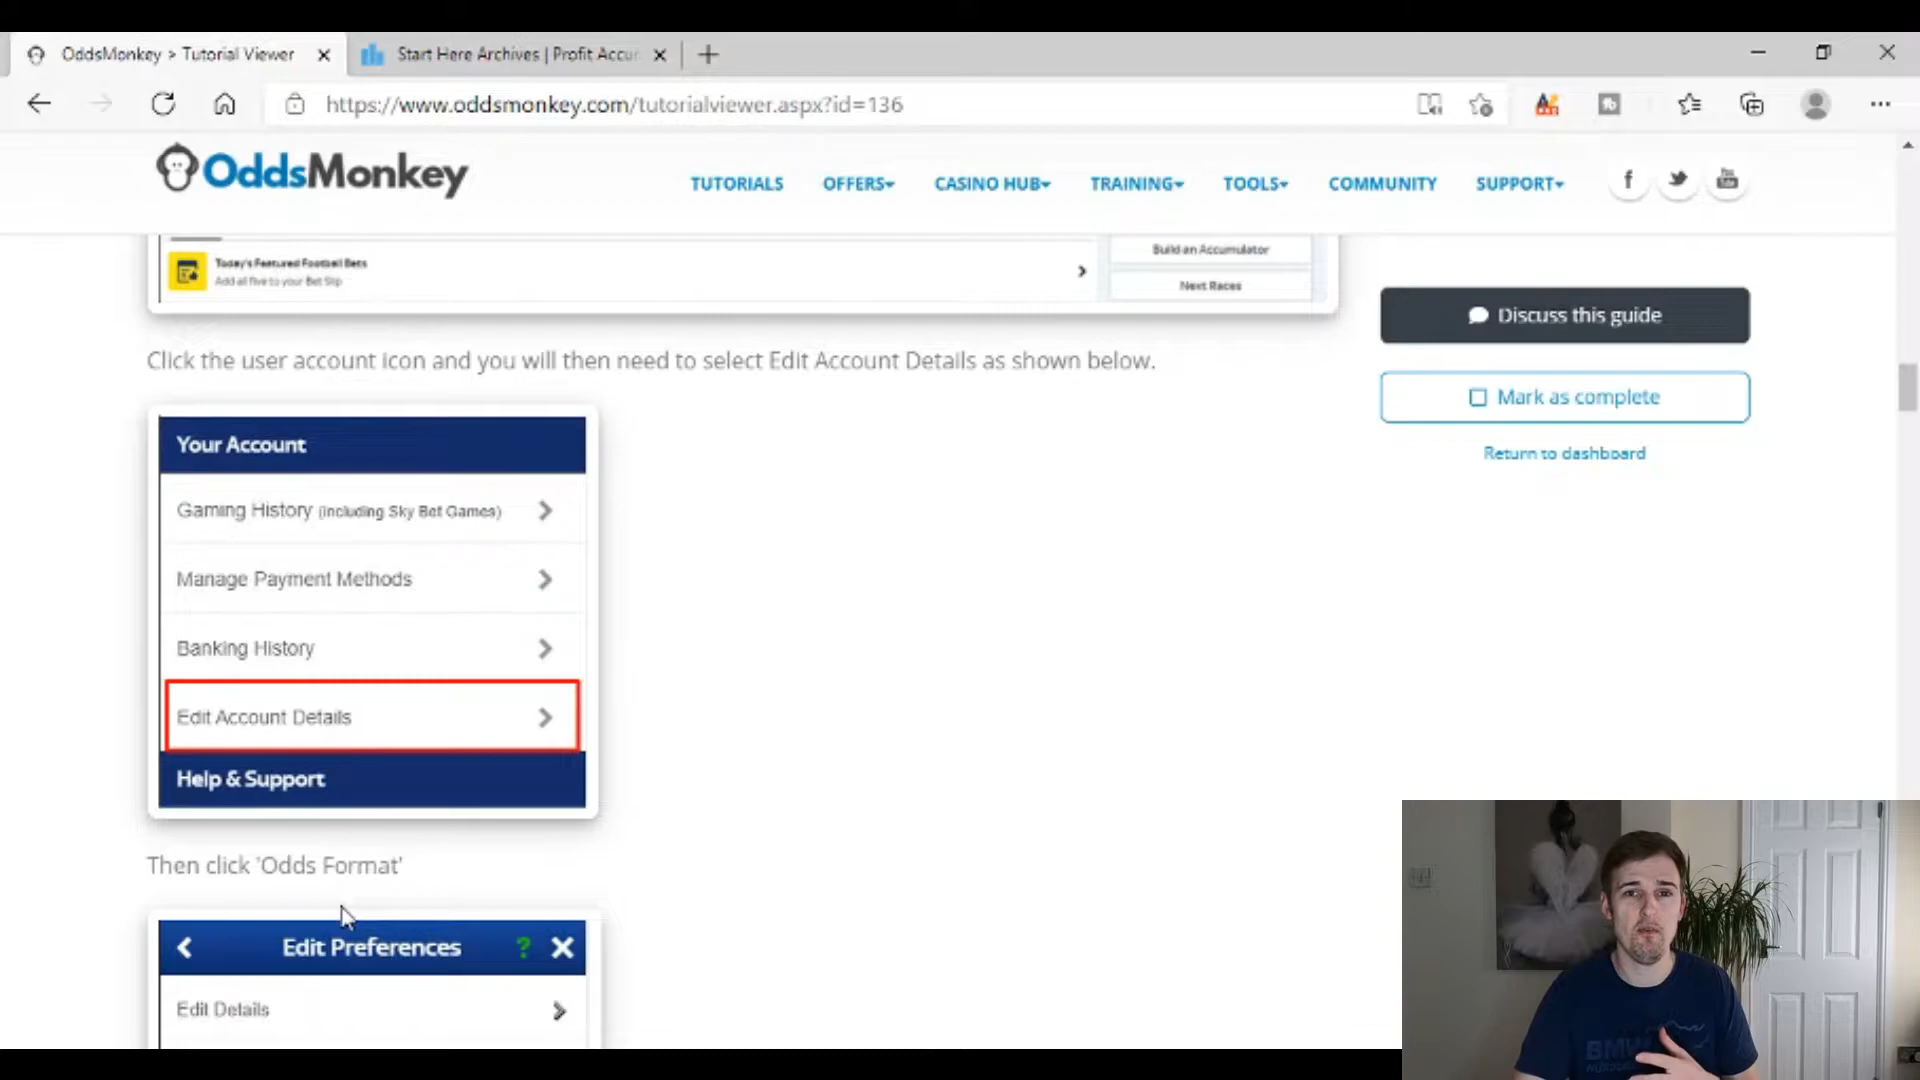 OddsMonkey > Tutorial Viewer
Start Here Archives | Profit Accu
https://www.oddsmonkey.com/tutorialviewer.aspx?id=136
OddsMonkey
TUTORIALS
OFFERS
CASINO HUB
TRAINING
TOOLS
COMMUNITY
SUPPORT
Today's Featured Football Bets
Add all five to your Bet Slip
Build an Accumulator
Next Races
Discuss this guide
Mark as complete
Return to dashboard
Click the user account icon and you will then need to select Edit Account Details as shown below.
Your Account
Gaming History (including Sky Bet Games)
Manage Payment Methods
Banking History
Edit Account Details
Help & Support
Then click 'Odds Format'
Edit Preferences ?
Edit Details
BMW